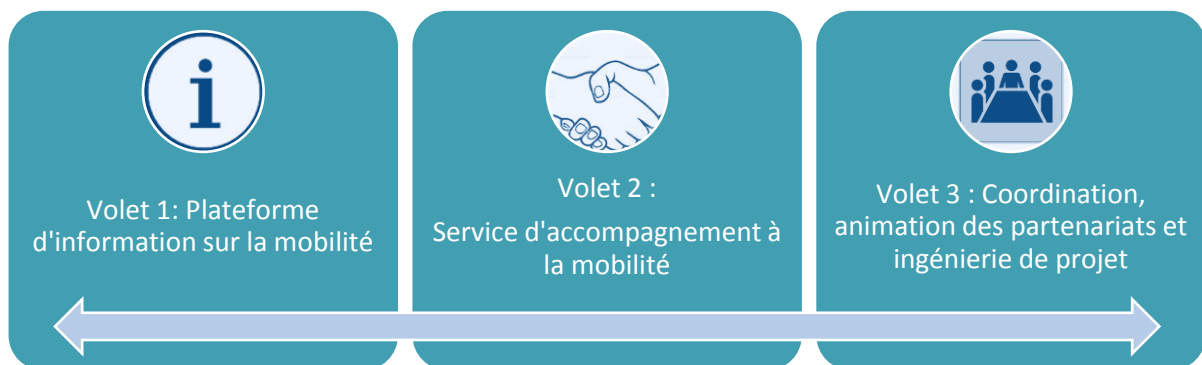 i
Volet 1: Plateforme
d'information sur la mobilité
Volet 2 :
Service d'accompagnement à
la mobilité
Volet 3 : Coordination,
animation des partenariats et
ingénierie de projet